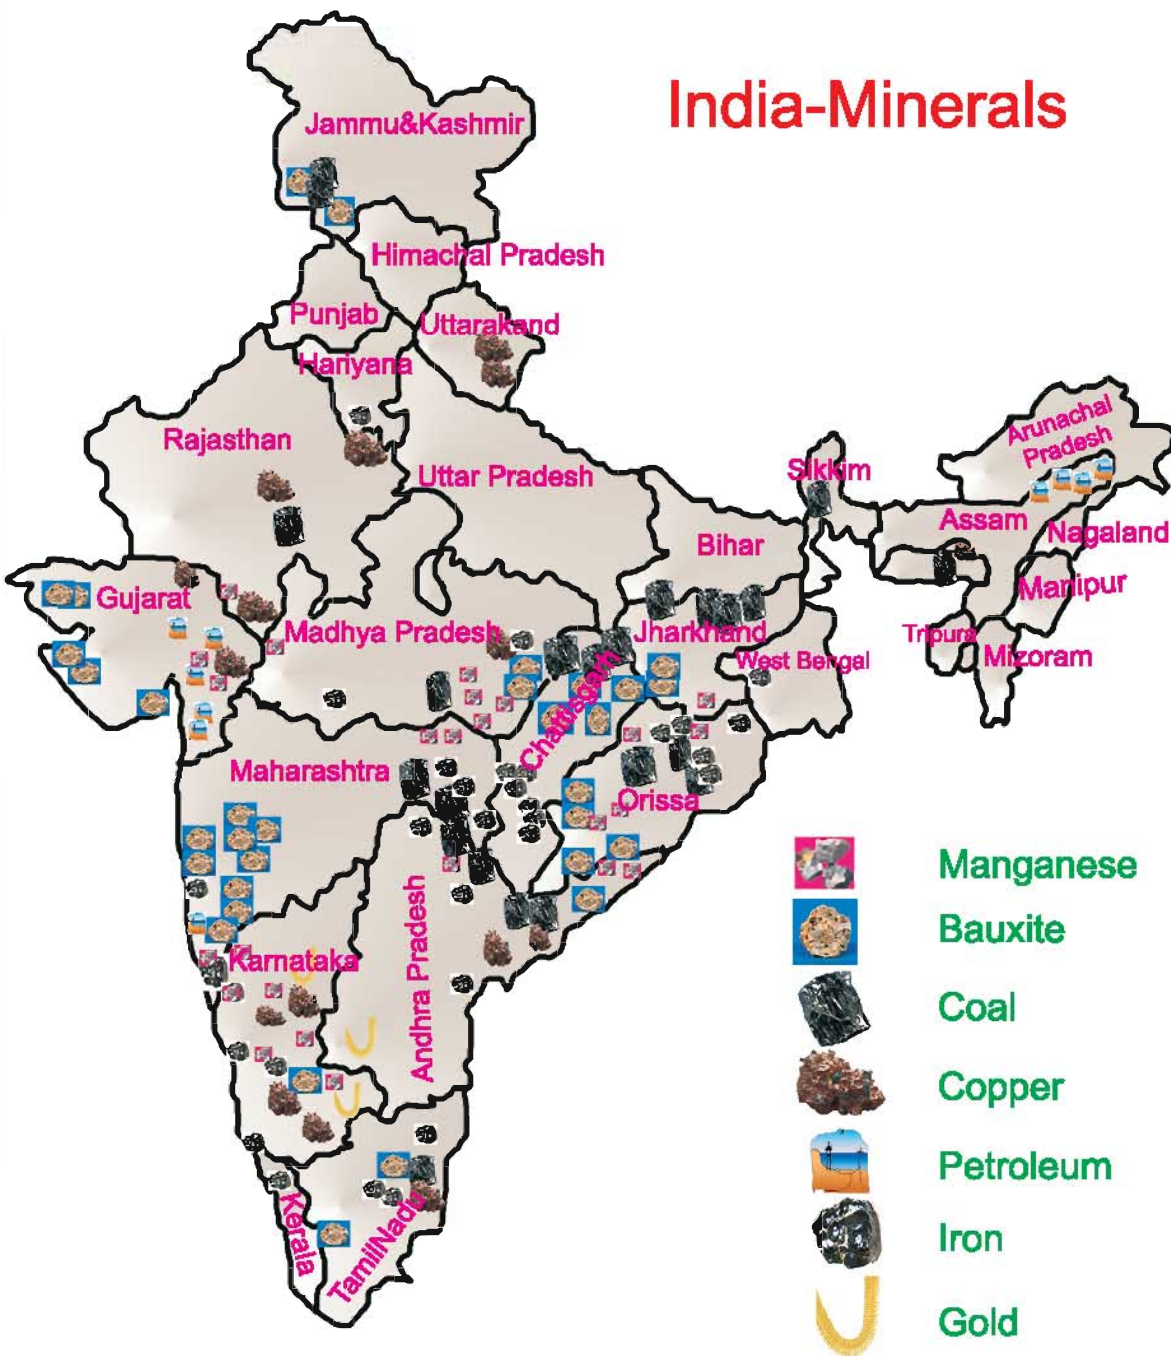 India-Minerals
Jammu&Kashmir
Himachal Pradesh
Punjab
Uttarakand
Hariyana
Rajasthan
Uttar Pradesh
Sikkim
Arunachal
Pradesh
Assam
Nagaland
Bihar
Manipur
Gujarat
Madhya Pradesh
Jharkhand
Tripura
West Bengal
Mizoram
Chattisgarh
Maharashtra
Orissa
Andhra Pradesh
Karnataka
Kerala
TamilNadu
Manganese
Bauxite
Coal
Copper
Petroleum
Iron
Gold